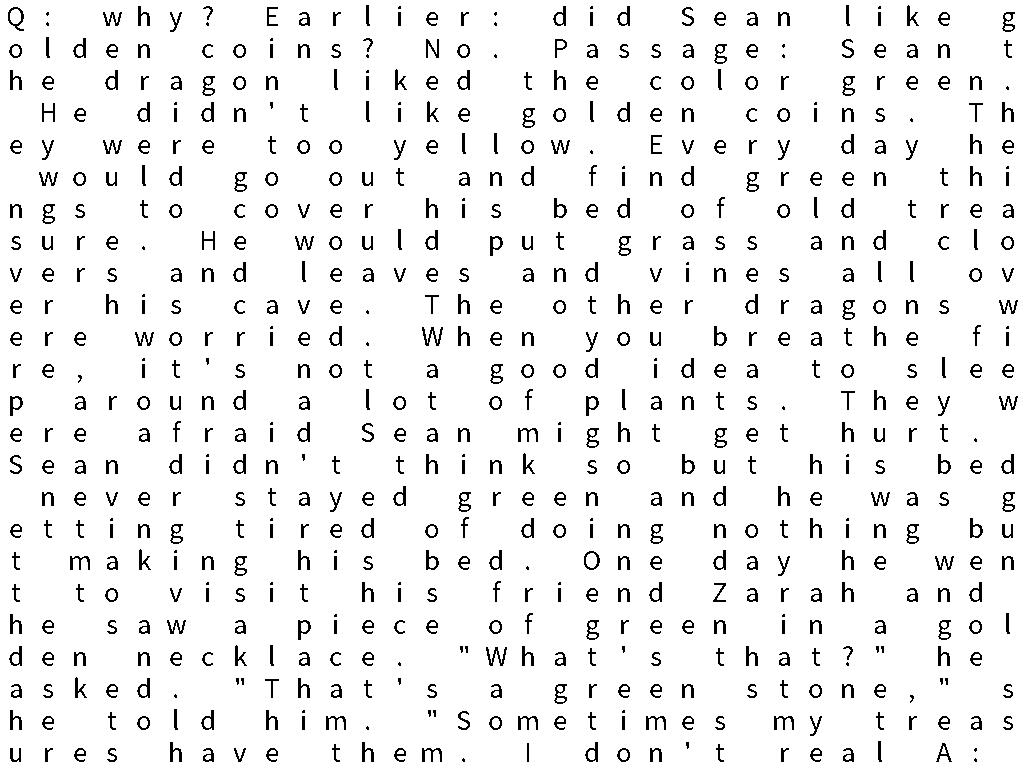 Q: why? Earlier: did Sean like g
olden coins? No. Passage: Sean t
he dragon liked the color green.
 He didn't like golden coins. Th
ey were too yellow. Every day he
 would go out and find green thi
ngs to cover his bed of old trea
sure. He would put grass and clo
vers and leaves and vines all ov
er his cave. The other dragons w
ere worried. When you breathe fi
re, it's not a good idea to slee
p around a lot of plants. They w
ere afraid Sean might get hurt.
Sean didn't think so but his bed
 never stayed green and he was g
etting tired of doing nothing bu
t making his bed. One day he wen
t to visit his friend Zarah and
he saw a piece of green in a gol
den necklace. "What's that?" he
asked. "That's a green stone," s
he told him. "Sometimes my treas
ures have them. I don't real A: